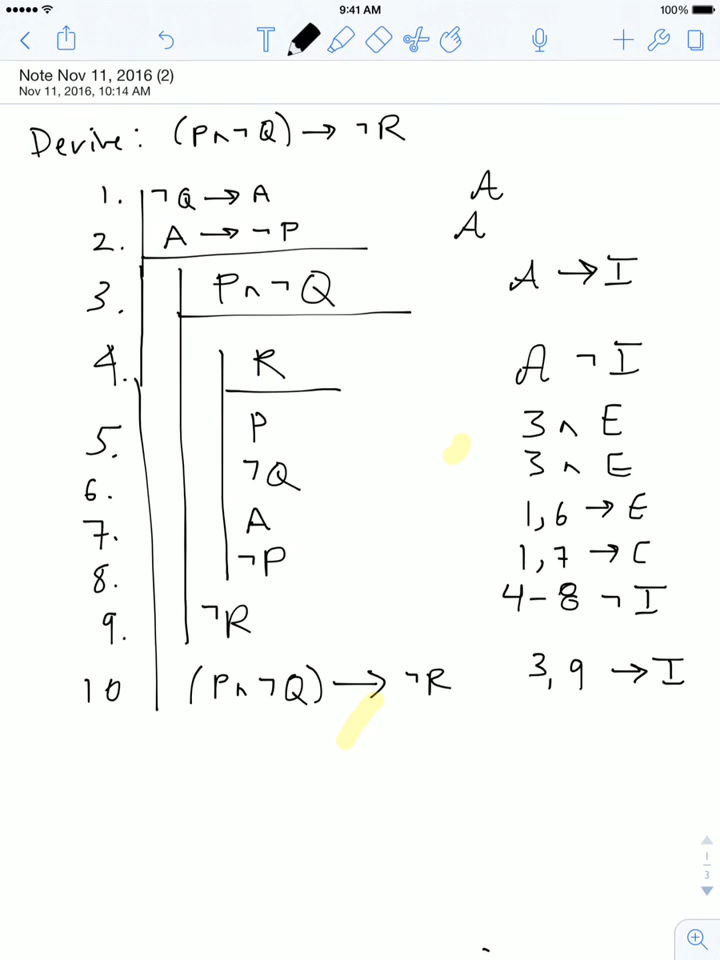 9:41 AM 100%
T
Note Nov 11, 2016 (2)
Nov 11, 2016, 10:14 AM
Derive: (P∧¬Q) → ¬R
1. ¬Q → A A
2. A → ¬P A
3. P∧¬Q A → I
4. R A ¬ I
5. P 3 ∧ E
6. ¬Q 3 ∧ E
7. A 1,6 → E
8. ¬P 1,7 → E
9. ¬R 4-8 ¬ I
10 (P∧¬Q) → ¬R 3,9 → I
1
3